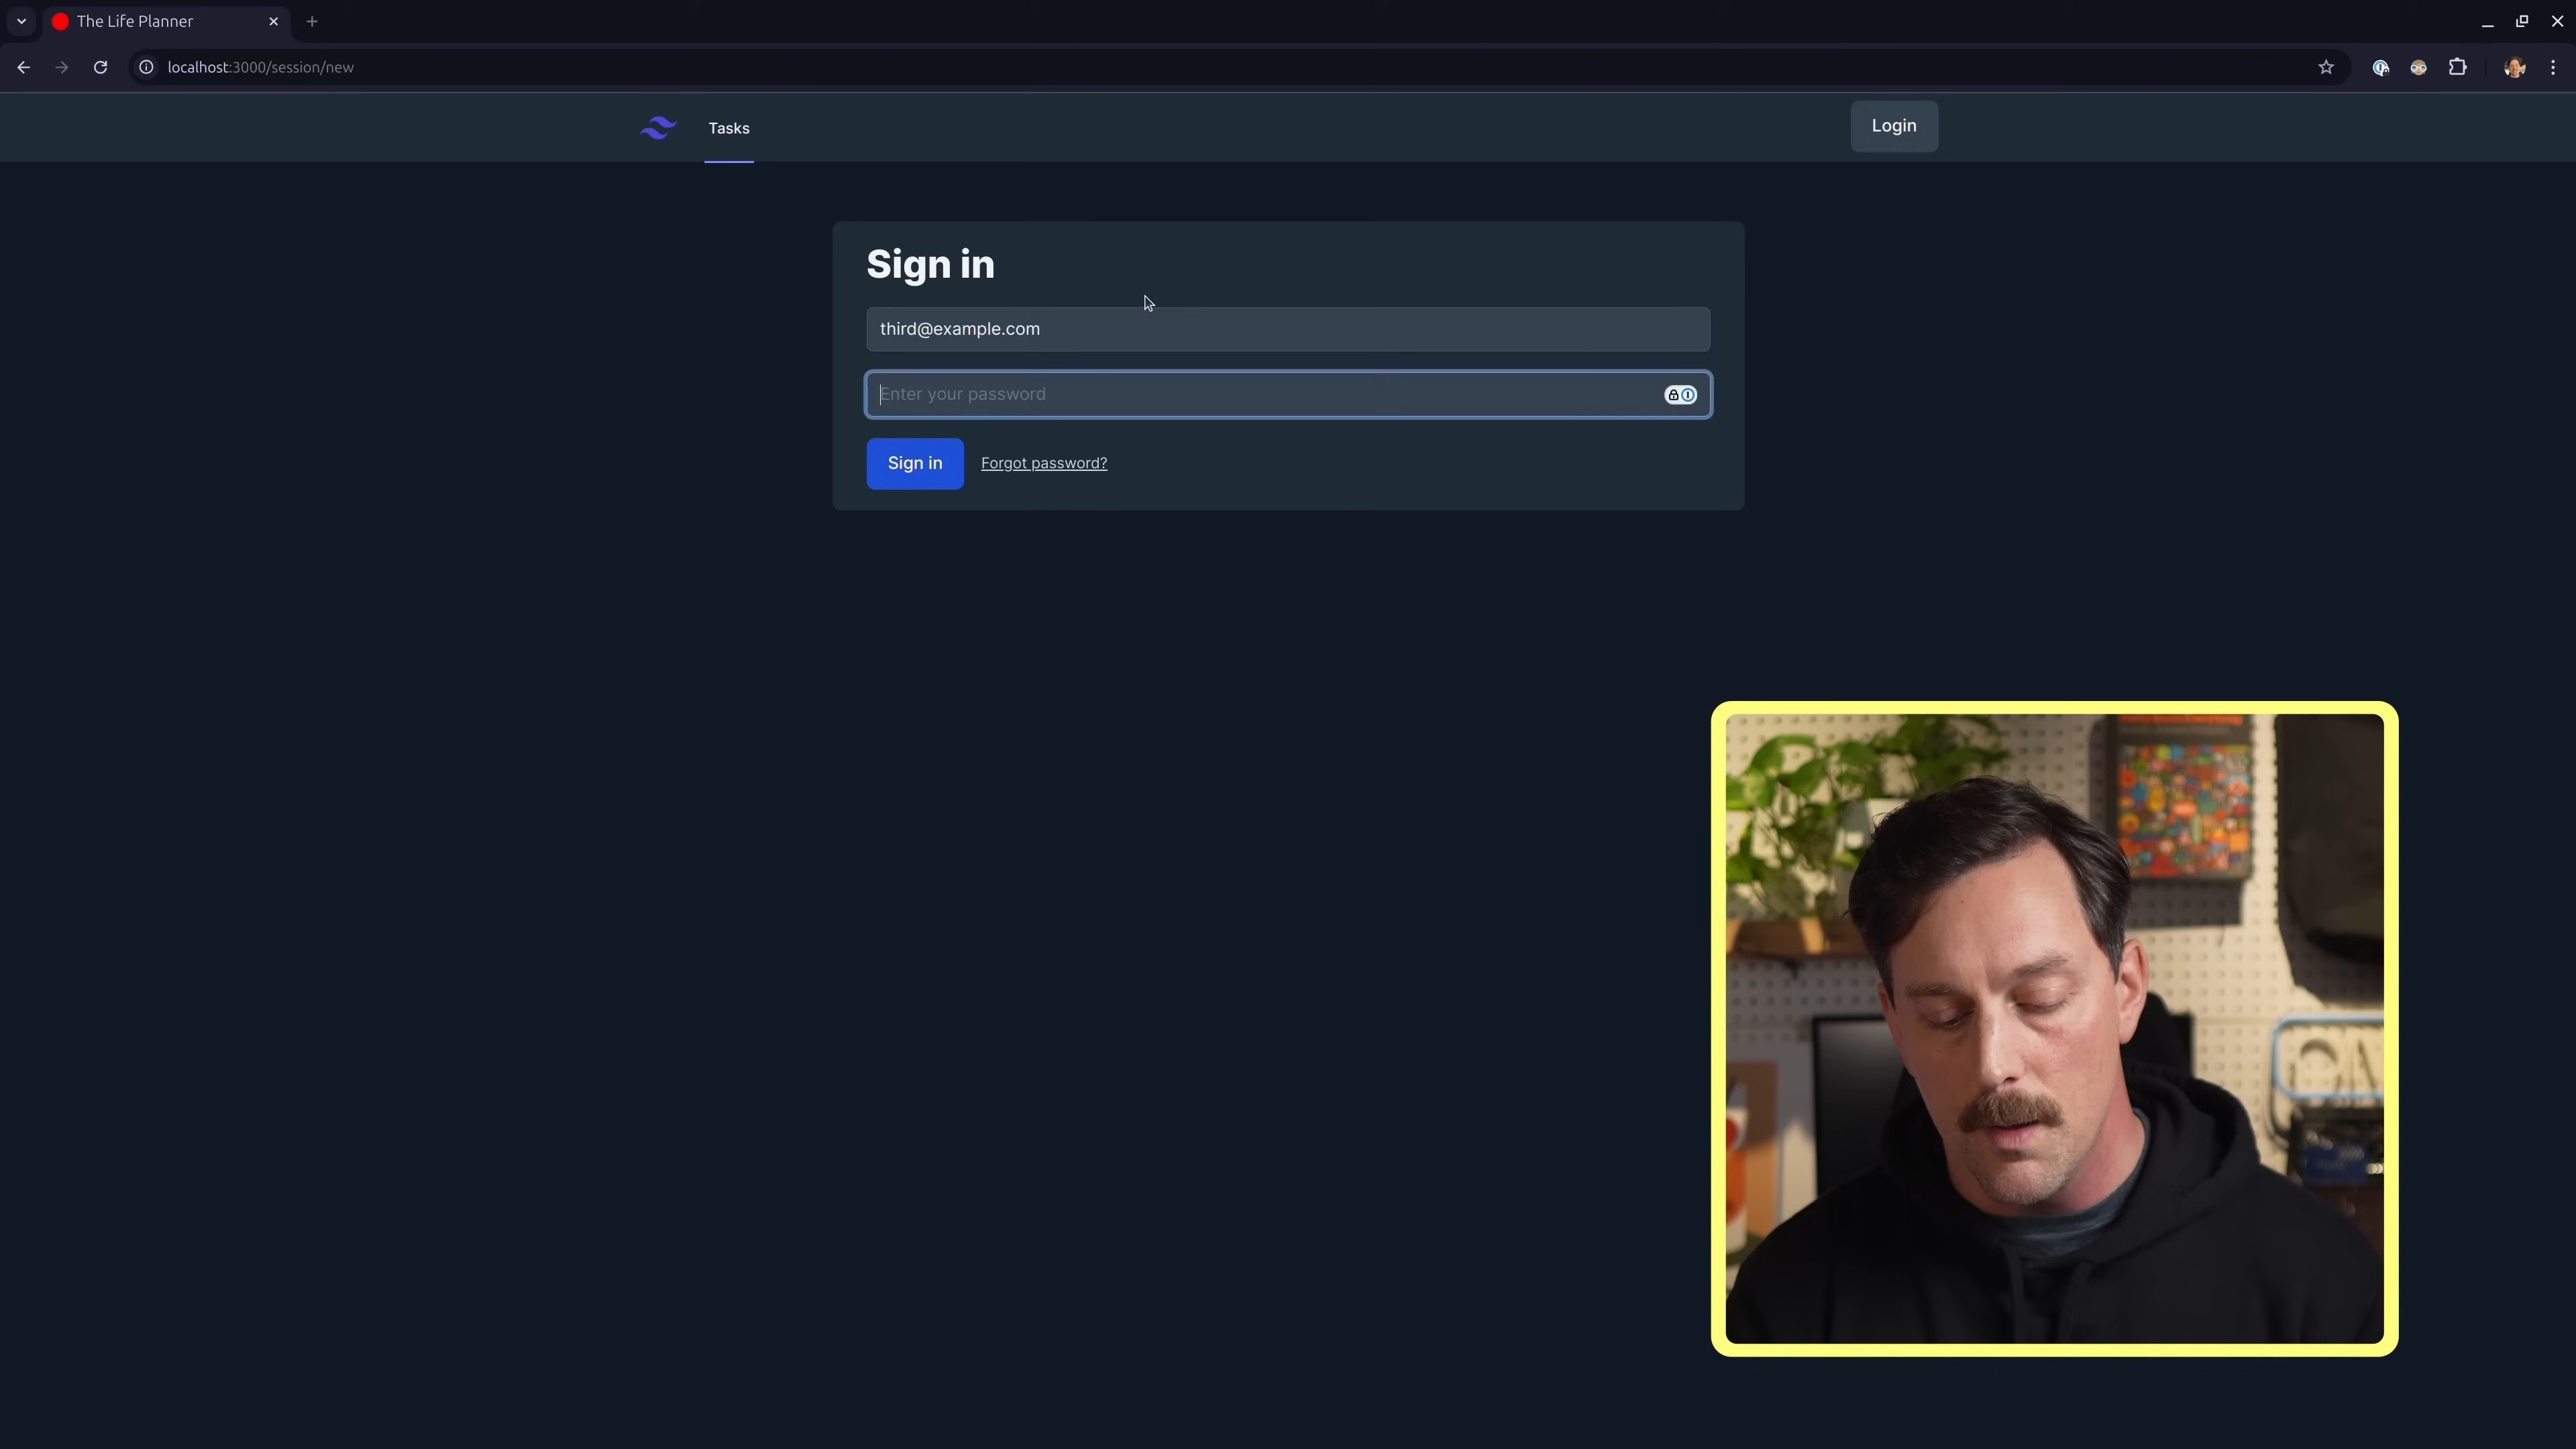 The Life Planner
localhost:3000/session/new
Tasks
Login
Sign in
third@example.com
Enter your password
Sign in
Forgot password?